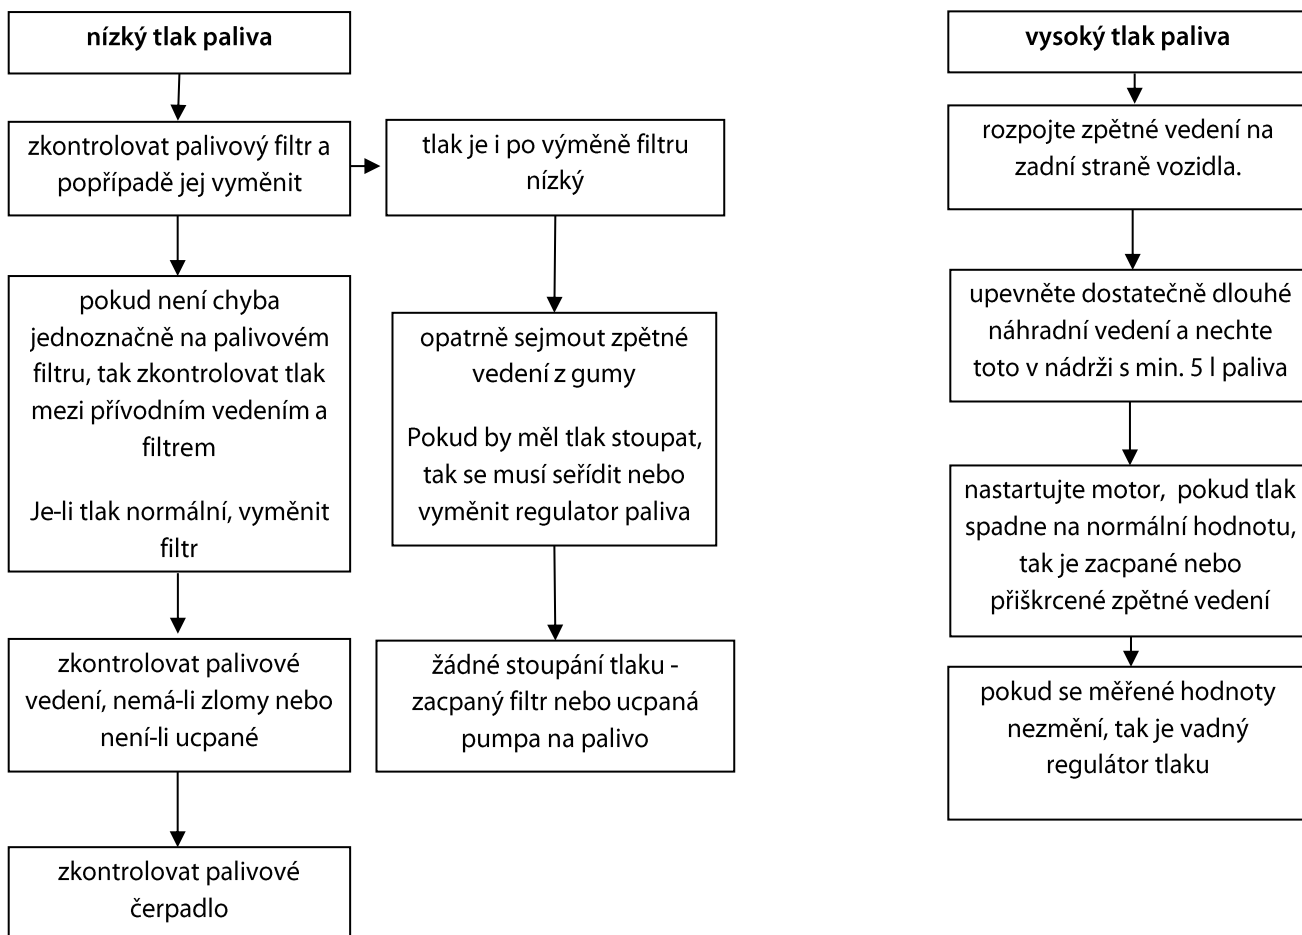 nízký tlak paliva
zkontrolovat palivový filtr a
popřípadě jej vyměnit
pokud není chyba
jednoznačně na palivovém
filtru, tak zkontrolovat tlak
mezi přívodním vedením a
filtrem
Je-li tlak normální, vyměnit
filtr
zkontrolovat palivové
vedení, nemá-li zlomy nebo
není-li ucpané
zkontrolovat palivové
čerpadlo
tlak je i po výměně filtru
nízký
opatrně sejmout zpětné
vedení z gumy
Pokud by měl tlak stoupat,
tak se musí seřídit nebo
vyměnit regulator paliva
žádné stoupání tlaku -
zacpaný filtr nebo ucpaná
pumpa na palivo
vysoký tlak paliva
rozpojte zpětné vedení na
zadní straně vozidla.
upevněte dostatečně dlouhé
náhradní vedení a nechte
toto v nádrži s min. 5 l paliva
nastartujte motor, pokud tlak
spadne na normální hodnotu,
tak je zacpané nebo
přiškrcené zpětné vedení
pokud se měřené hodnoty
nezmění, tak je vadný
regulátor tlaku